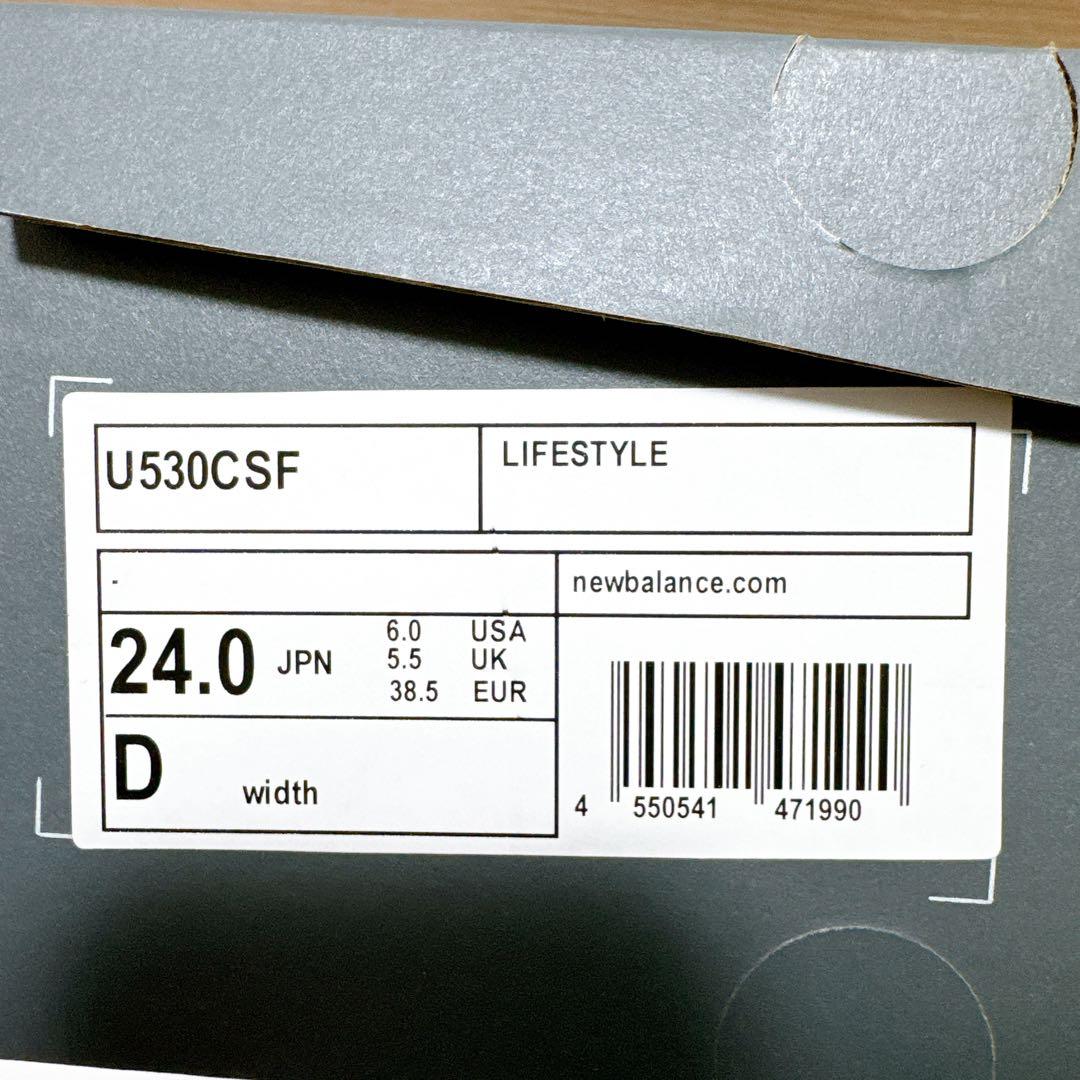 U530CSF
LIFESTYLE
-
newbalance.com
24.0 JPN
6.0 USA
5.5 UK
38.5 EUR
D width
4 550541 471990